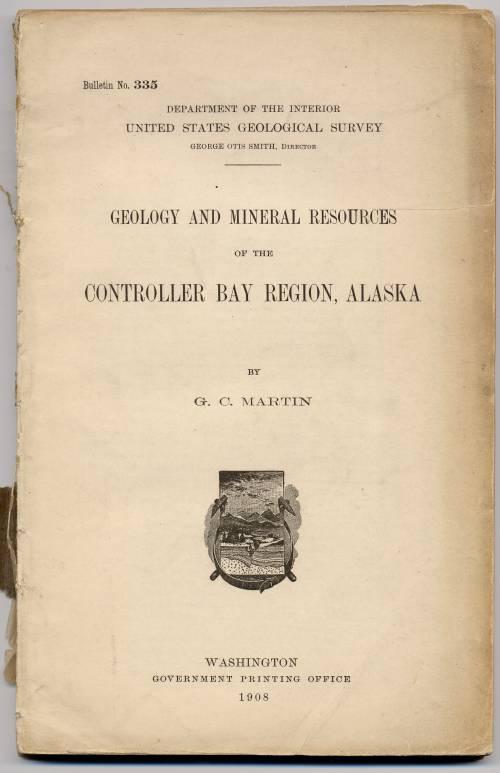 Bulletin No. 335
DEPARTMENT OF THE INTERIOR
UNITED STATES GEOLOGICAL SURVEY
GEORGE OTIS SMITH, DIRECTOR
GEOLOGY AND MINERAL RESOURCES
OF THE
CONTROLLER BAY REGION, ALASKA
BY
G. C. MARTIN
WASHINGTON
GOVERNMENT PRINTING OFFICE
1908